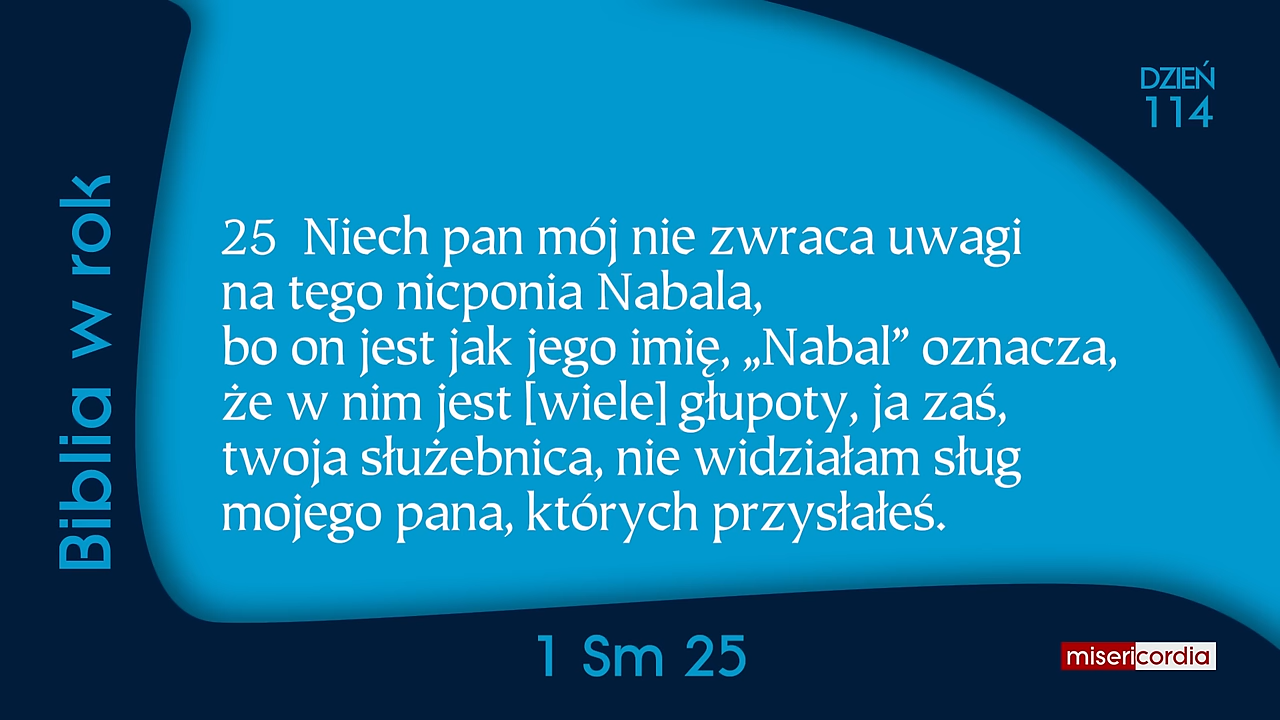 DZIEŃ
114
Biblia w rok
25 Niech pan mój nie zwraca uwagi
na tego nicponia Nabala,
bo on jest jak jego imię, „Nabal” oznacza,
że w nim jest [wiele] głupoty, ja zaś,
twoja służebnica, nie widziałam sług
mojego pana, których przysłałeś.
1 Sm 25
misericordia